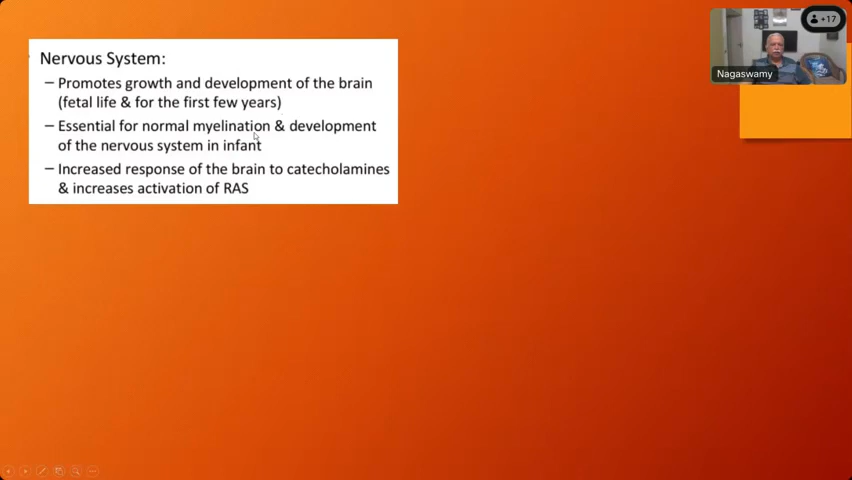 Nervous System:
– Promotes growth and development of the brain
(fetal life & for the first few years)
– Essential for normal myelination & development
of the nervous system in infant
– Increased response of the brain to catecholamines
& increases activation of RAS
+17
Nagaswamy